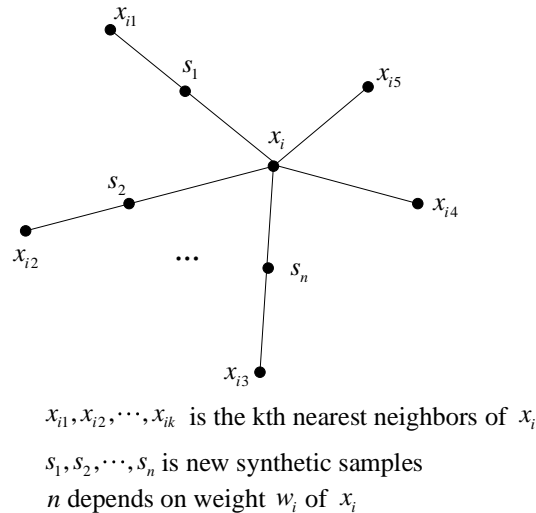 x_{i1}
s_1
x_{i5}
x_i
s_2
x_{i4}
x_{i2}
...
s_n
x_{i3}
x_{i1}, x_{i2}, ⋯, x_{ik} is the kth nearest neighbors of x_i
s_1, s_2, ⋯, s_n is new synthetic samples
n depends on weight w_i of x_i